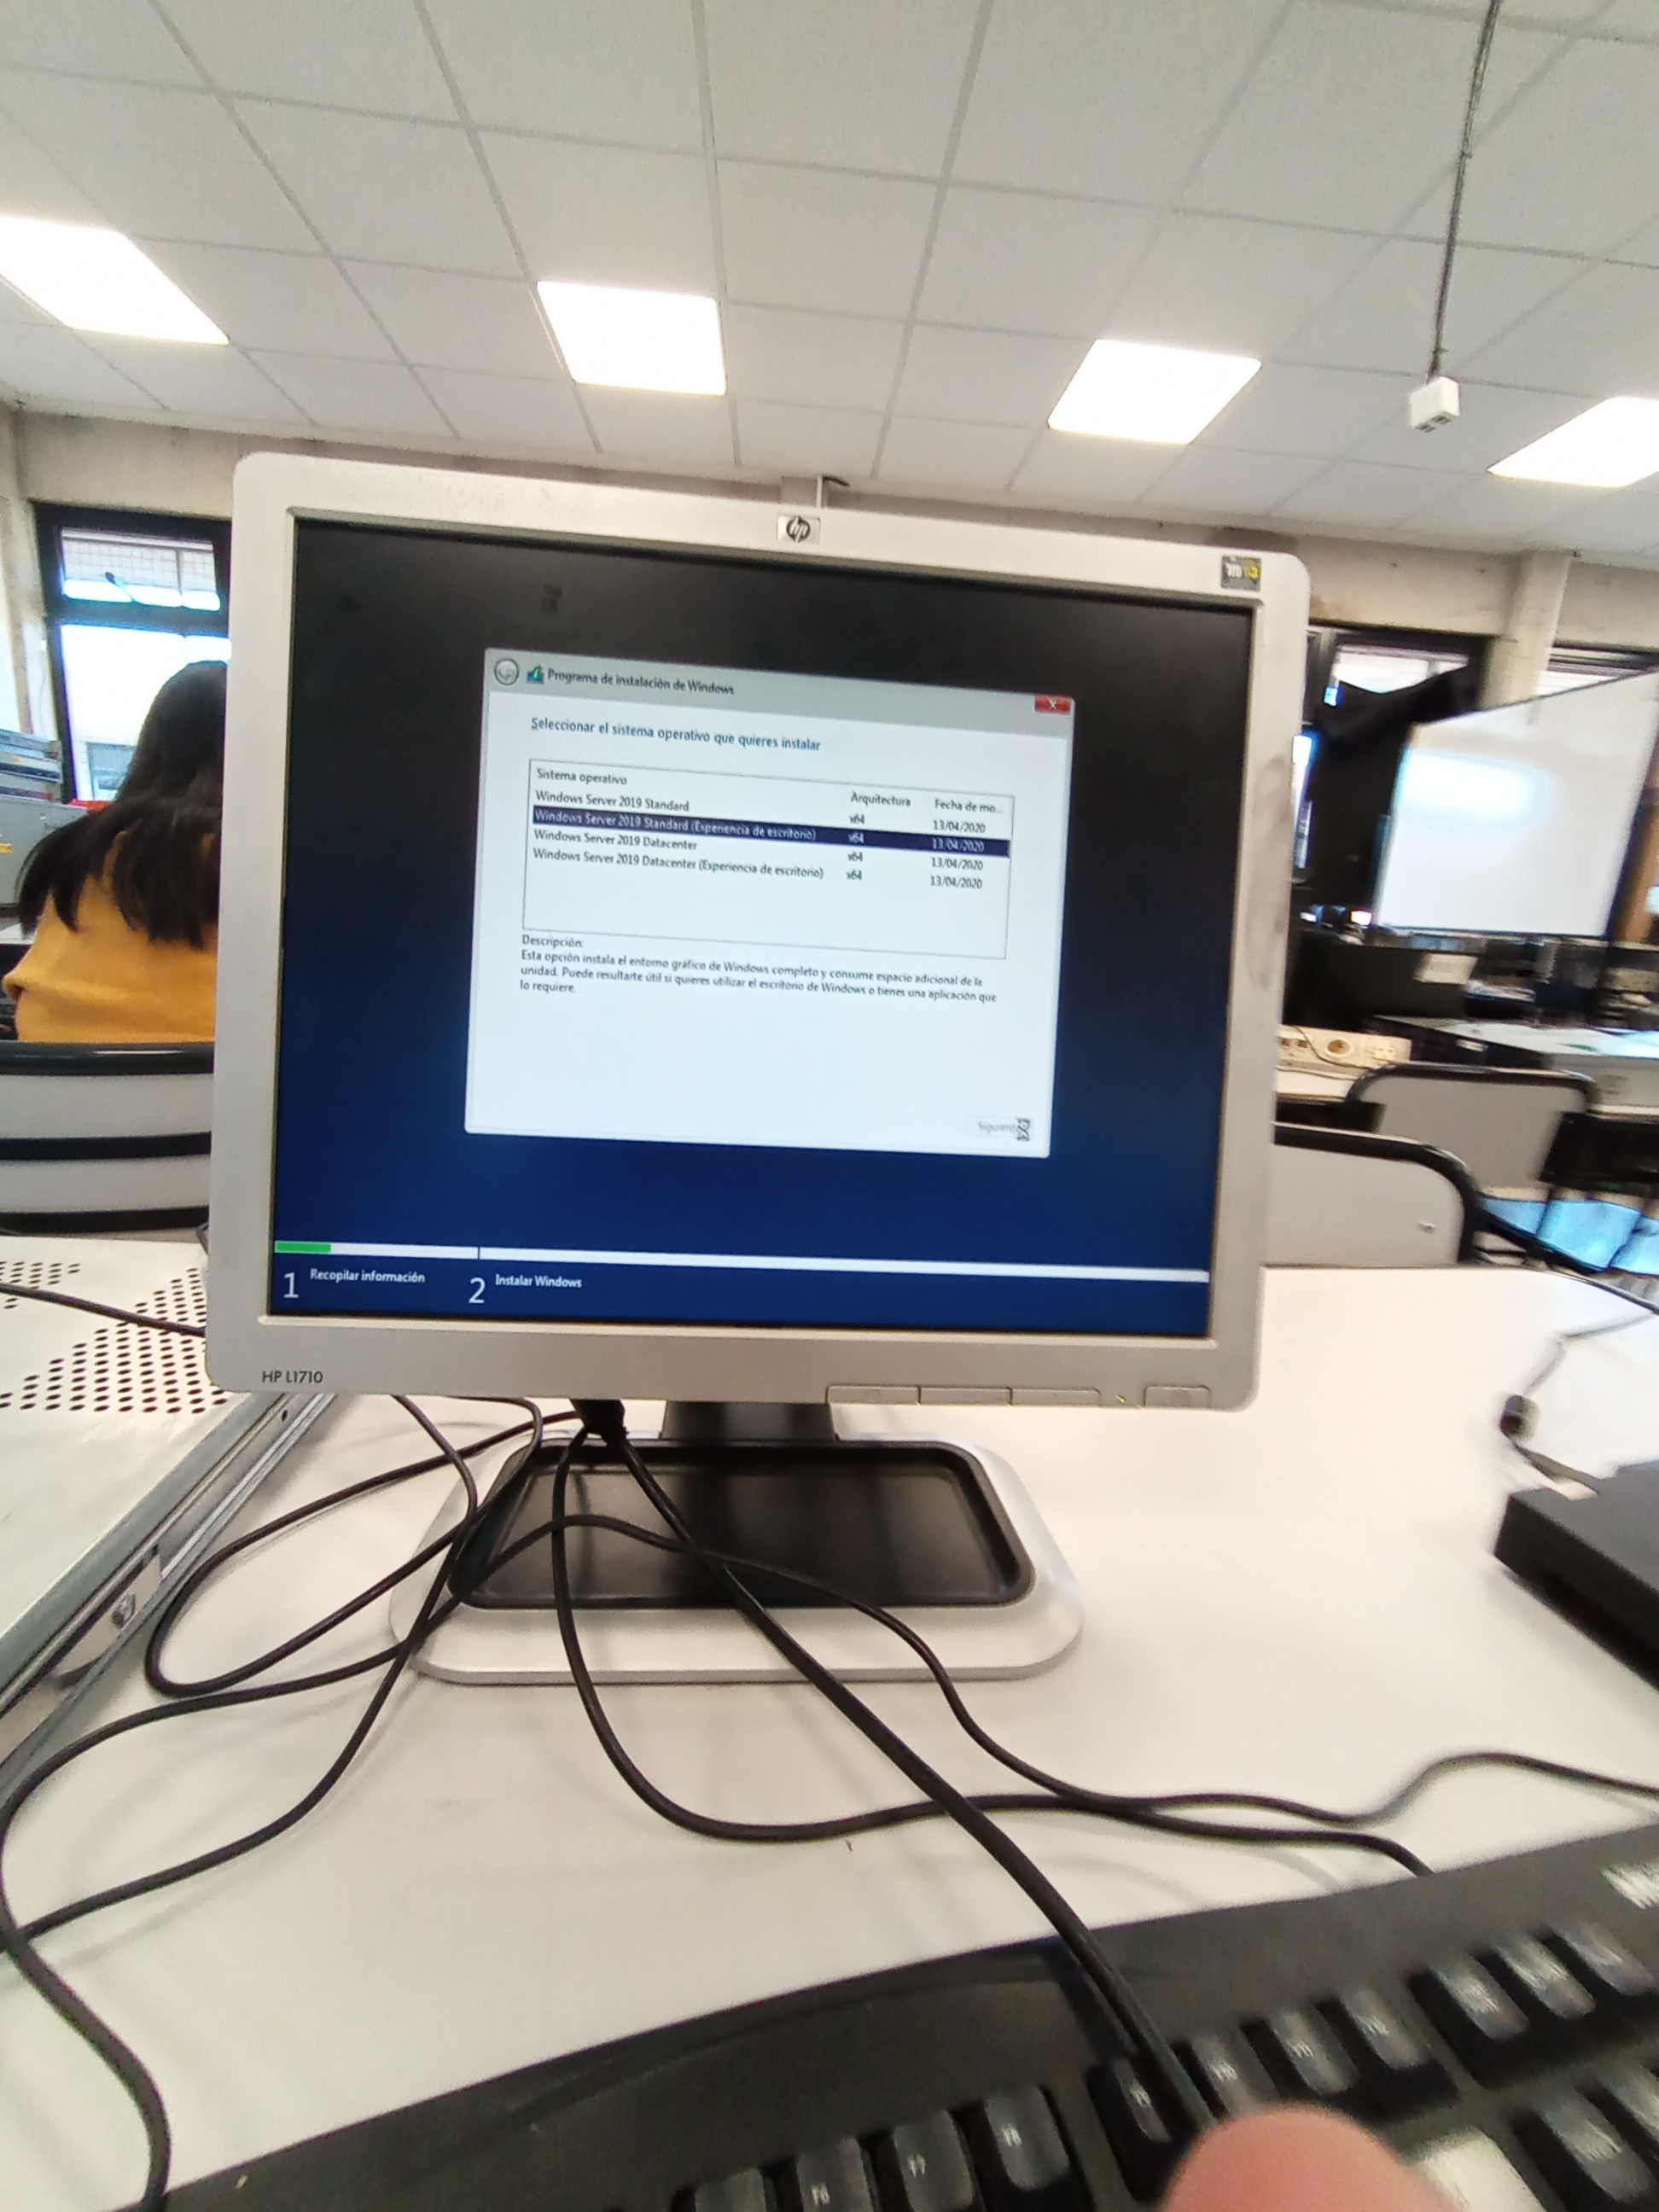 hp
Programa de instalación de Windows
Seleccionar el sistema operativo que quieres instalar
Sistema operativo Arquitectura Fecha de mo...
Windows Server 2019 Standard x64 13/04/2020
Windows Server 2019 Standard (Experiencia de escritorio) x64 13/04/2020
Windows Server 2019 Datacenter x64 13/04/2020
Windows Server 2019 Datacenter (Experiencia de escritorio) x64 13/04/2020
Descripción:
Esta opción instala el entorno gráfico de Windows completo y consume espacio adicional de la
unidad. Puede resultarte útil si quieres utilizar el escritorio de Windows o tienes una aplicación que
lo requiere.
1 Recopilar información 2 Instalar Windows
HP L1710
F6 F7 F8